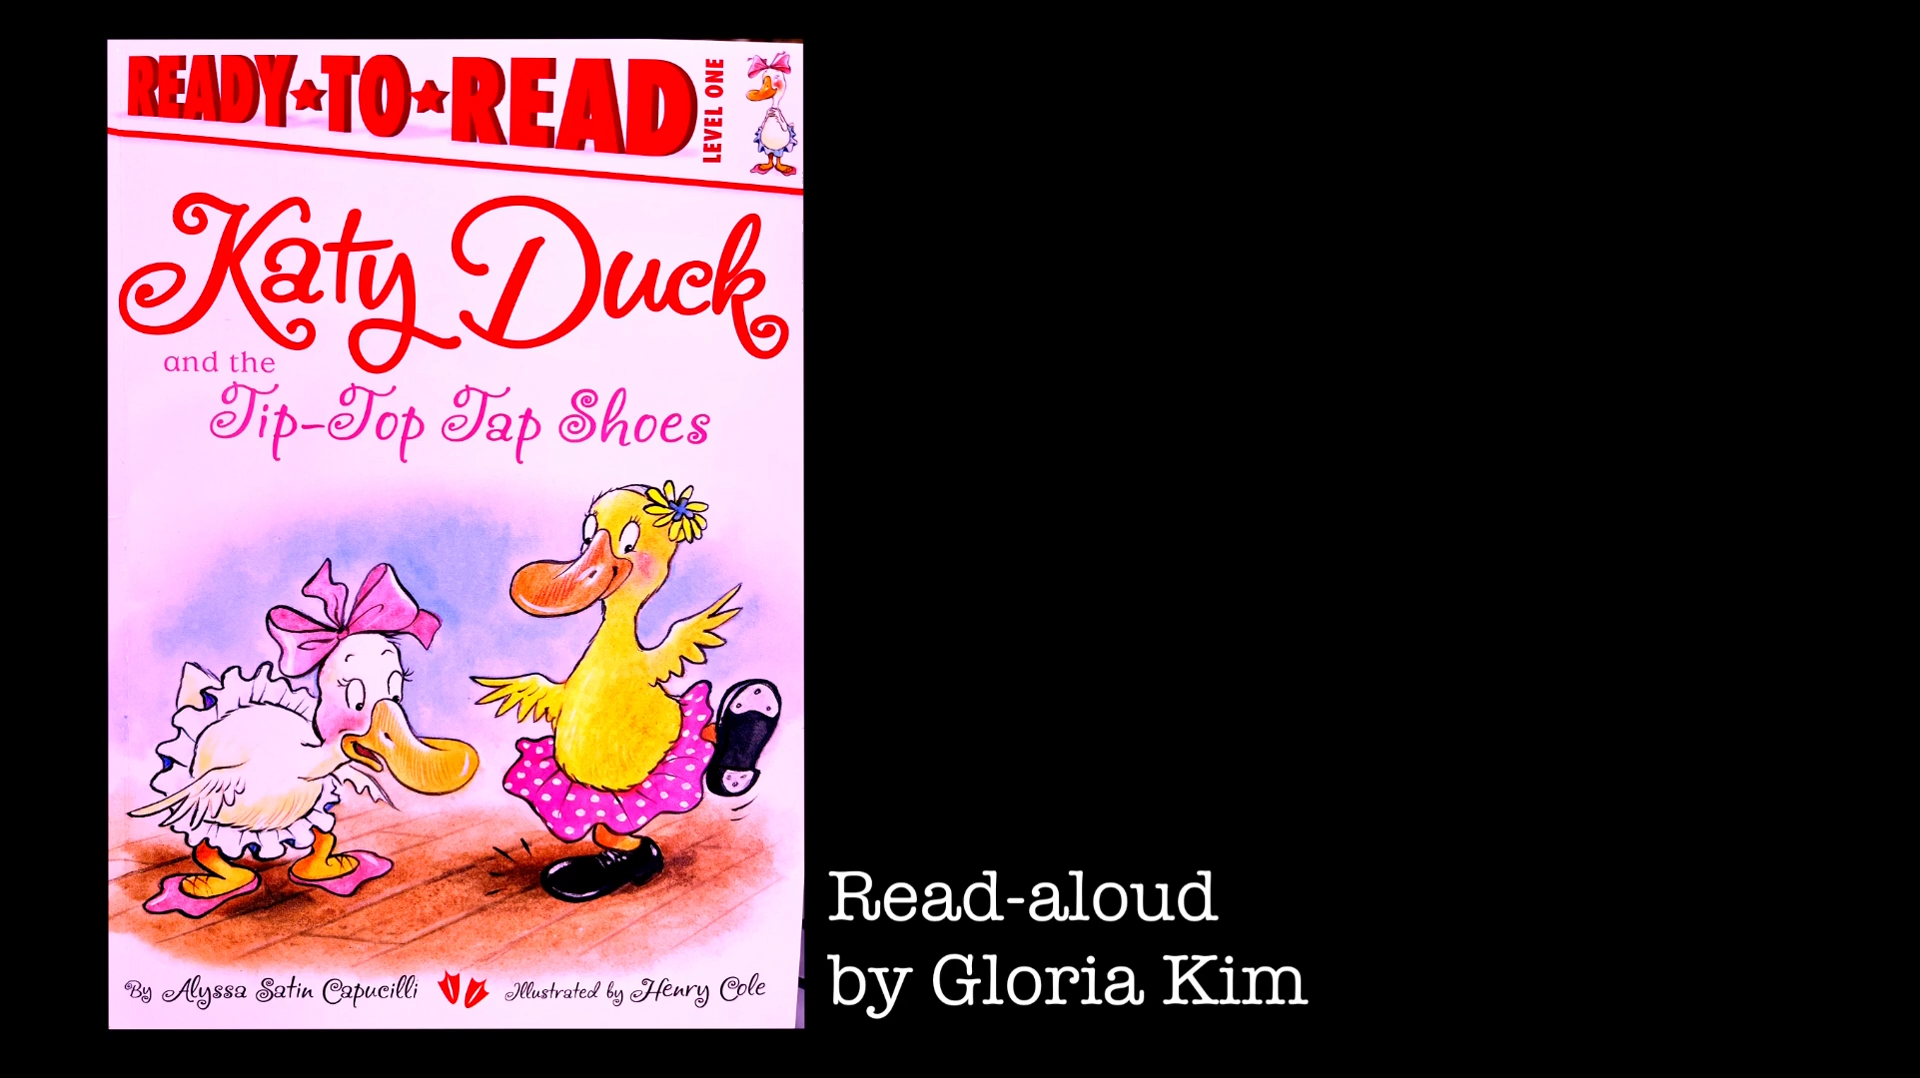 READY★TO★READ
LEVEL ONE
Katy Duck
and the
Tip-Top Tap Shoes
By Alyssa Satin Capucilli
Illustrated by Henry Cole
Read-aloud
by Gloria Kim